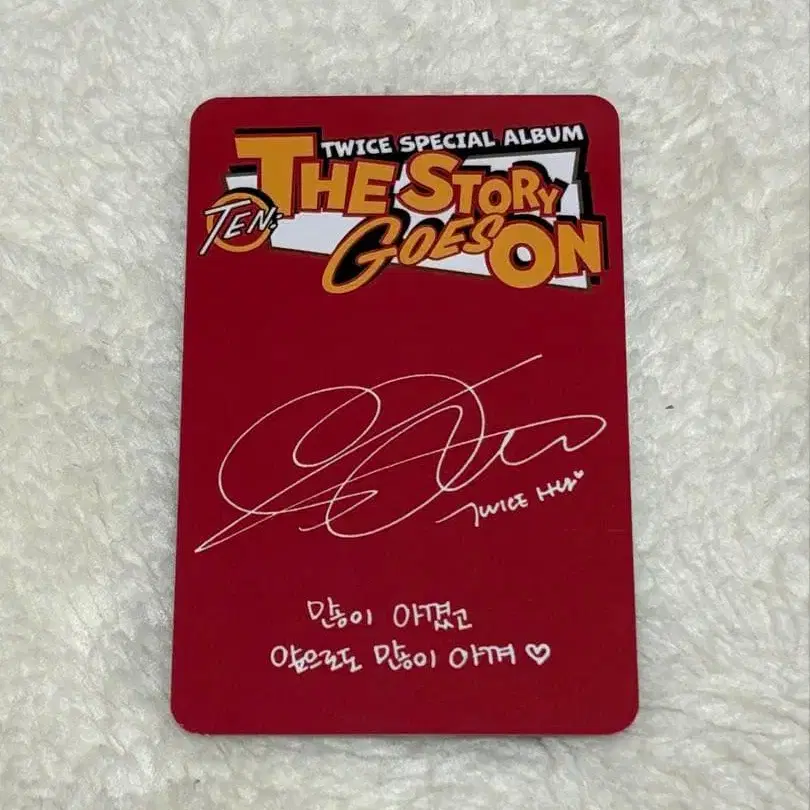 TWICE SPECIAL ALBUM
TEN: THE STORY
GOES ON
TWICE
많이 아꼈고
앞으로도 많이 아껴 ♡